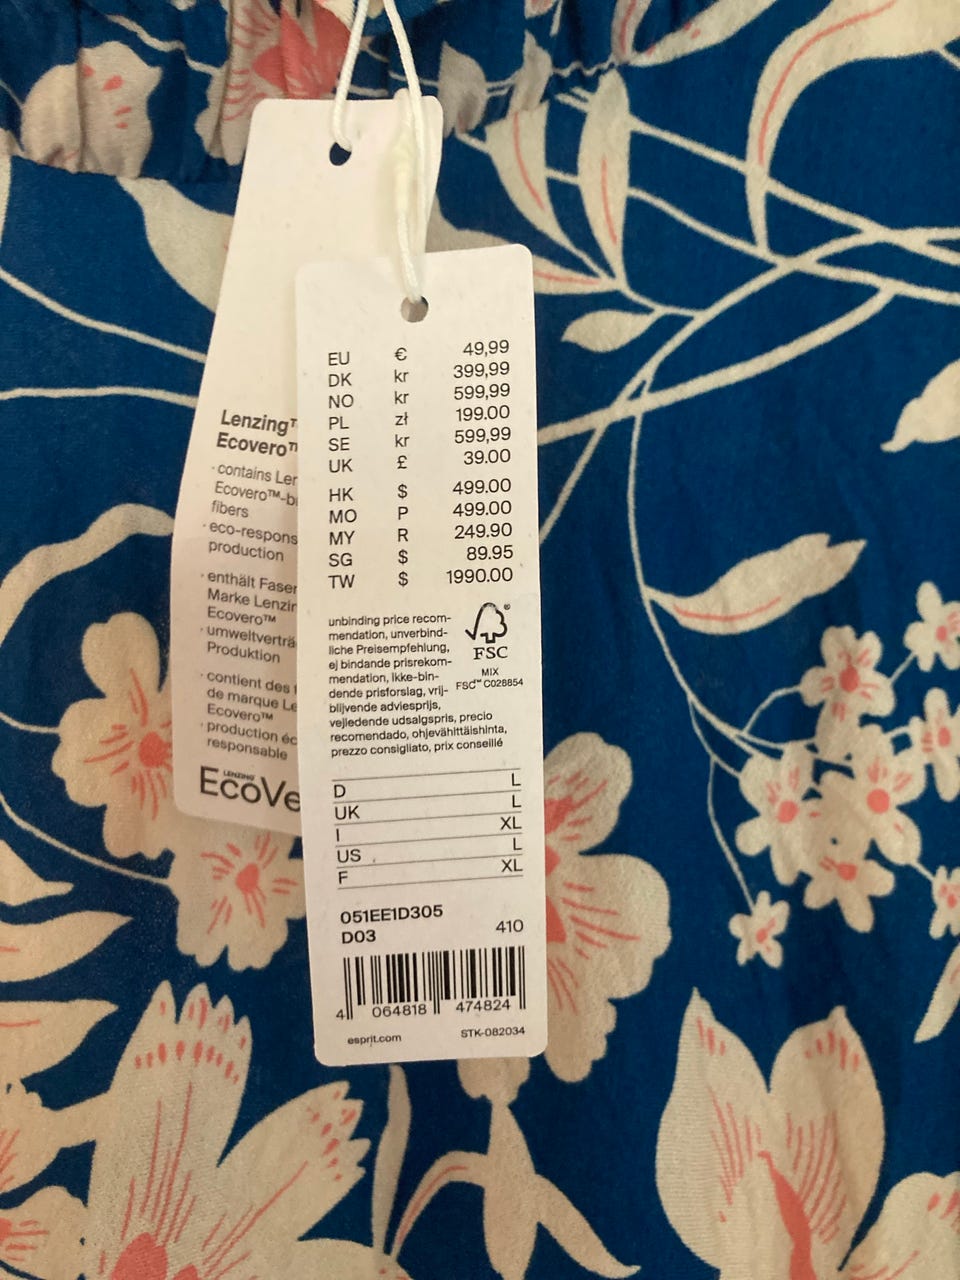 Lenzing™
Ecovero™
· contains
Ecovero™
fibers
· eco-respons
production
· enthält Faser
Marke
Ecovero™
· umweltverträ
Produktion
· contient des
de marque
Ecovero™
· production éc
responsable
LENZING
EcoVe
EU € 49,99
DK kr 399,99
NO kr 599,99
PL zł 199.00
SE kr 599,99
UK £ 39.00
HK $ 499.00
MO P 499.00
MY R 249.90
SG $ 89.95
TW $ 1990.00
unbinding price recom-
mendation, unverbind-
liche Preisempfehlung,
ej bindande prisrekom-
mendation, ikke-bin-
dende prisforslag, vrij-
blijvende adviesprijs,
vejledende udsalgspris, precio
recomendado, ohjevähittäishinta,
prezzo consigliato, prix conseillé
®
FSC
MIX
FSC™ C028854
D L
UK L
I XL
US L
F XL
051EE1D305
D03 410
4 064818 474824
esprit.com STK-082034